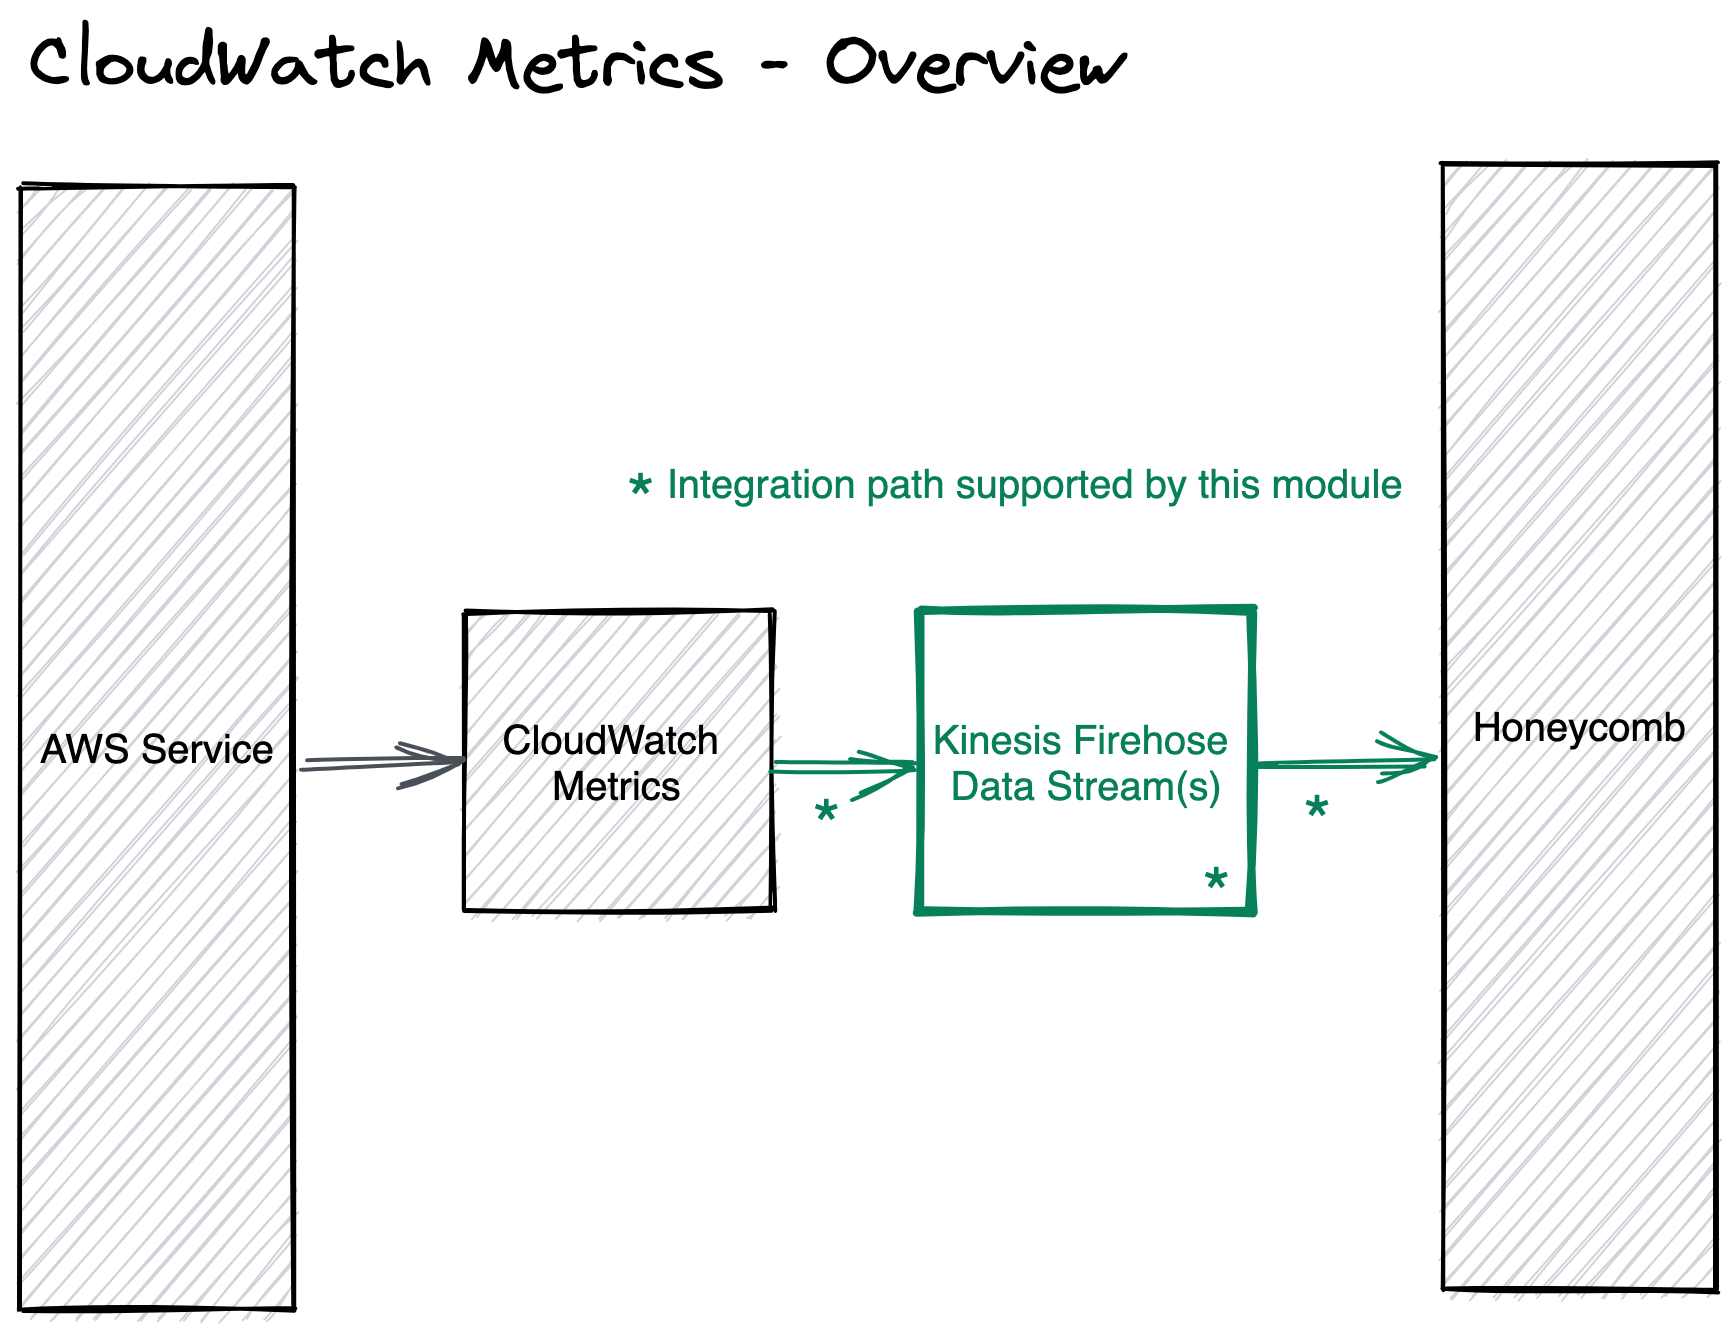 CloudWatch Metrics - Overview
* Integration path supported by this module
AWS Service
CloudWatch
Metrics
*
Kinesis Firehose
Data Stream(s)
*
*
Honeycomb